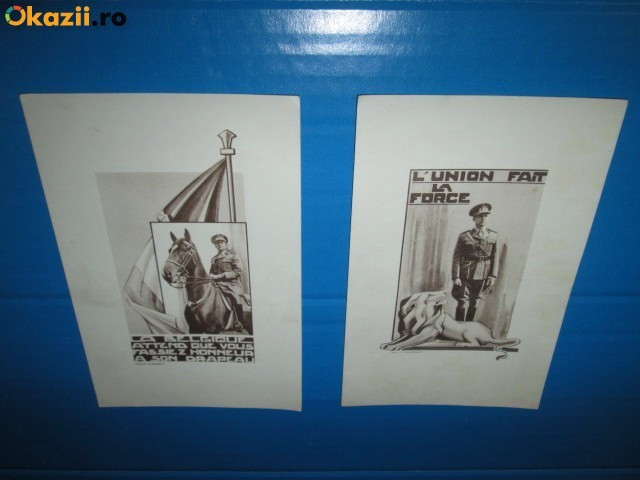 Okazii.ro
LA BELGIQUE
ATTEND QUE VOUS
FASSIEZ HONNEUR
A SON DRAPEAU
L'UNION FAIT
LA
FORCE